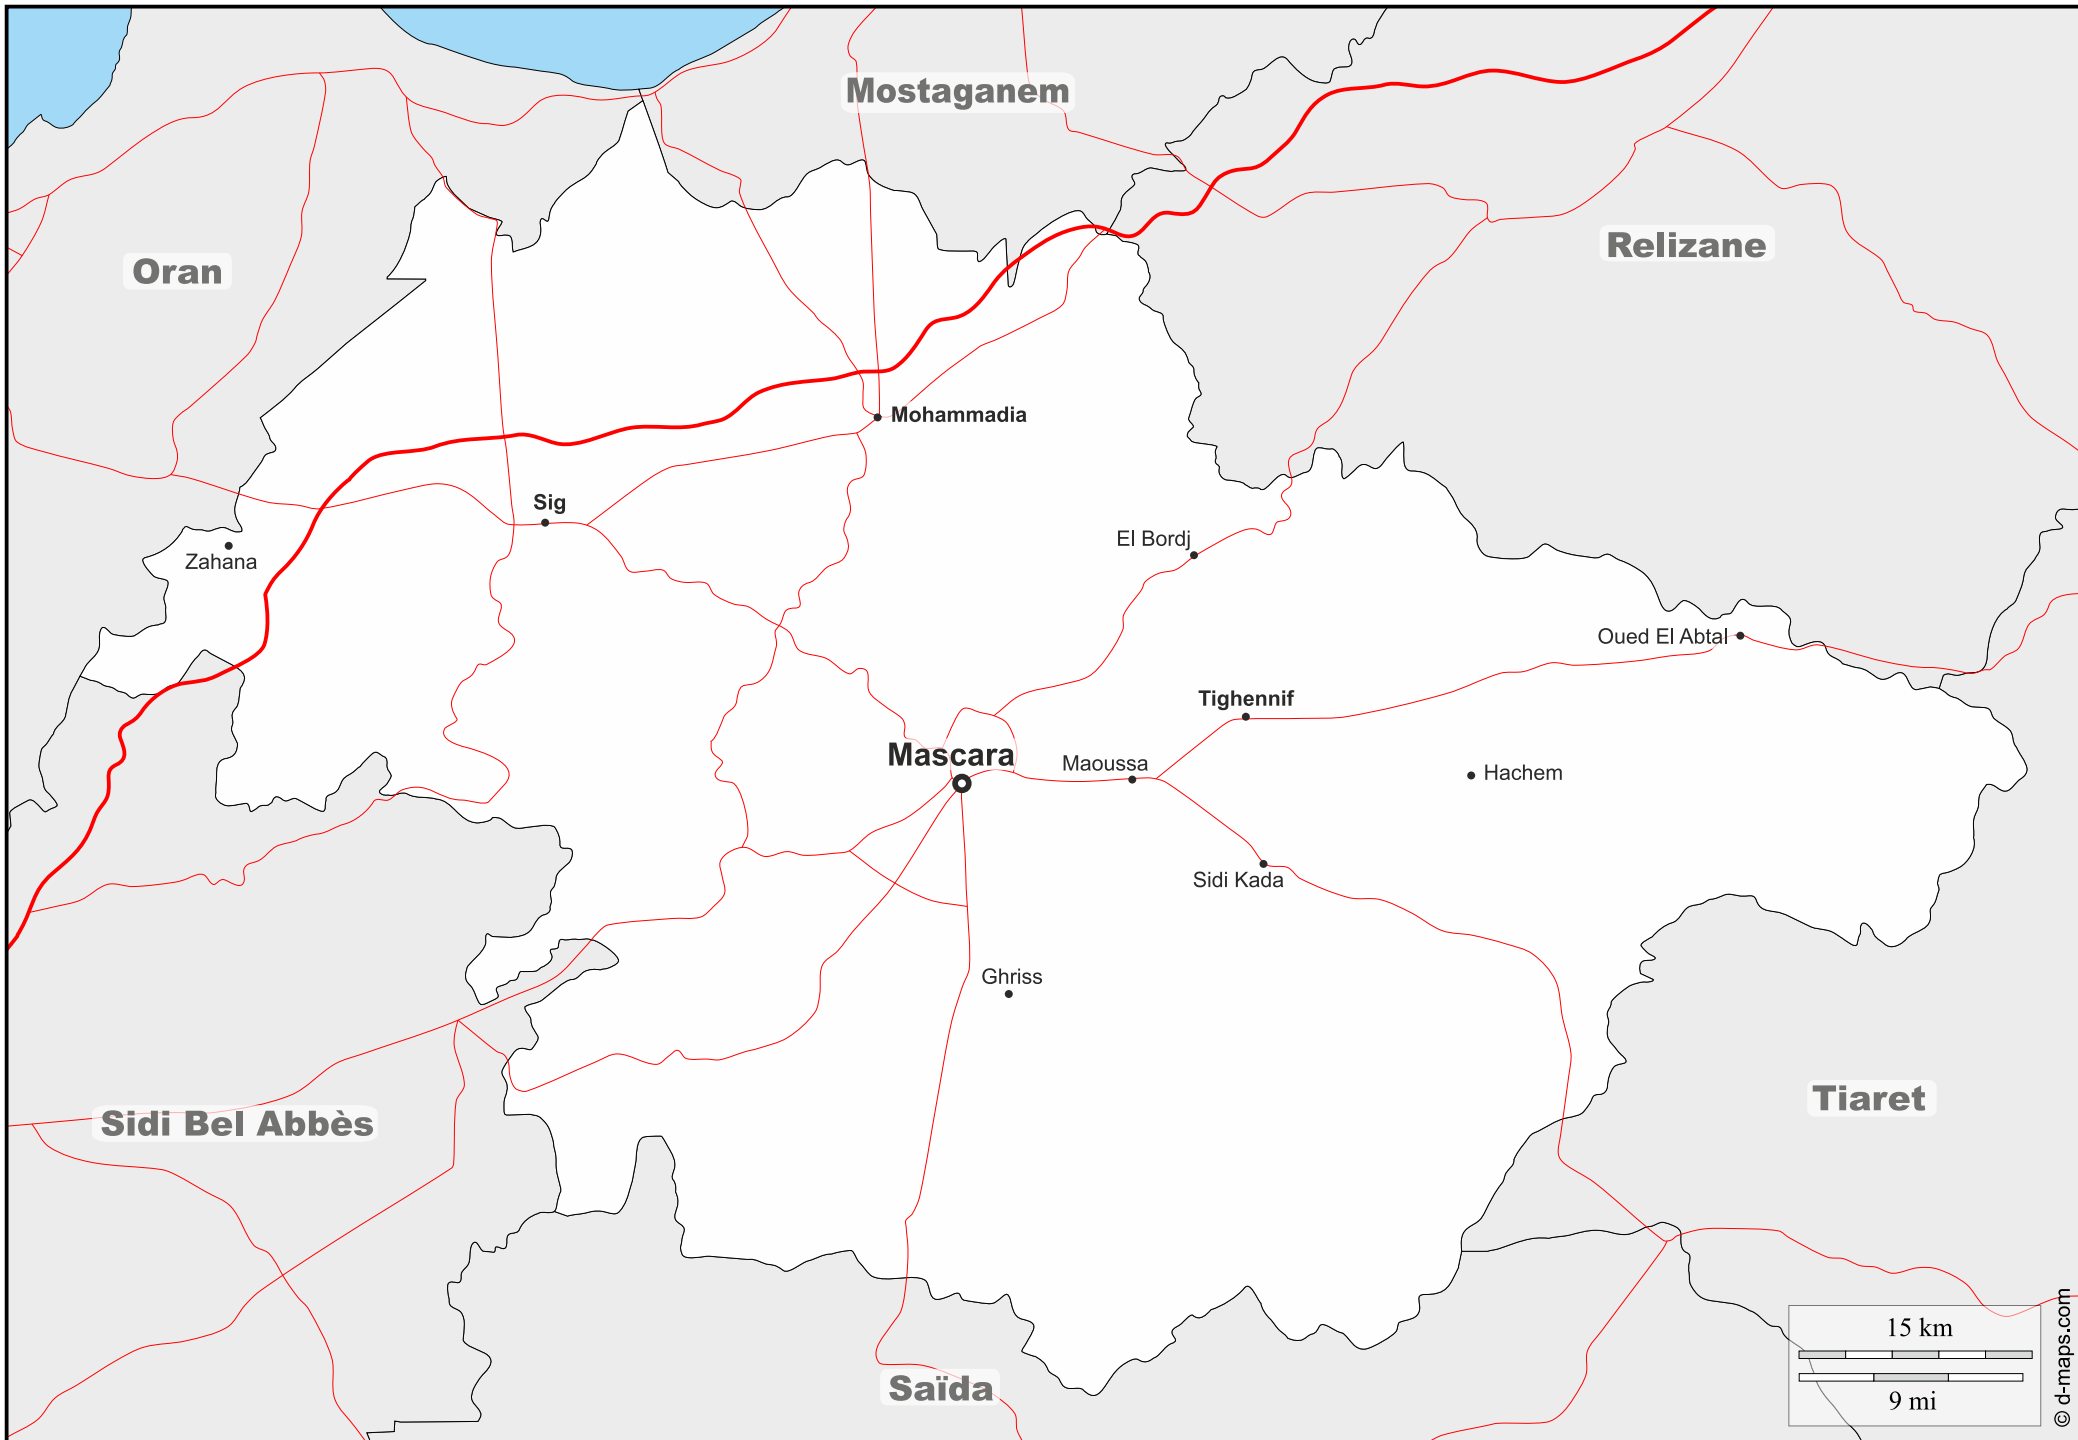 Mostaganem
Relizane
Oran
Mohammadia
Sig
El Bordj
Zahana
Oued El Abtal
Tighennif
Mascara
Maoussa
Hachem
Sidi Kada
Ghriss
Tiaret
Sidi Bel Abbès
Saïda
15 km
9 mi
© d-maps.com